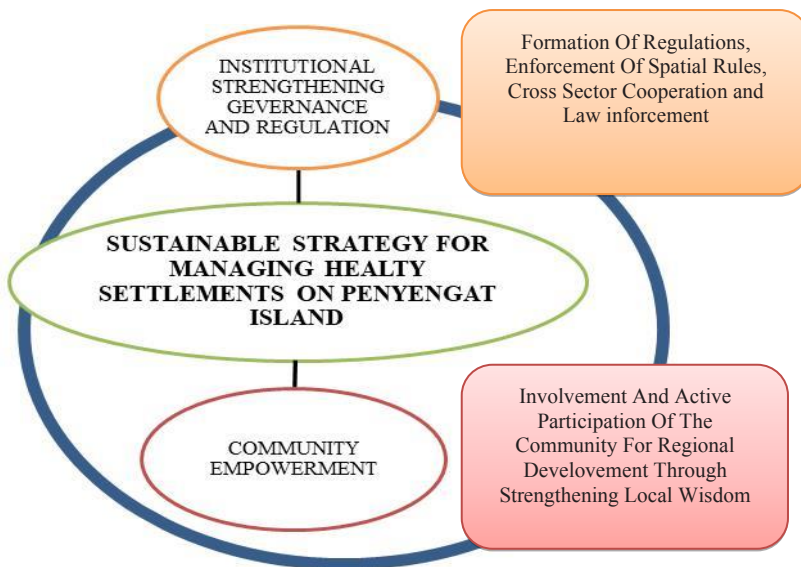 INSTITUTIONAL
STRENGTHENING
GEVERNANCE
AND REGULATION
Formation Of Regulations,
Enforcement Of Spatial Rules,
Cross Sector Cooperation and
Law inforcement
SUSTAINABLE STRATEGY FOR
MANAGING HEALTY
SETTLEMENTS ON PENYENGAT
ISLAND
COMMUNITY
EMPOWERMENT
Involvement And Active
Participation Of The
Community For Regional
Develovement Through
Strengthening Local Wisdom